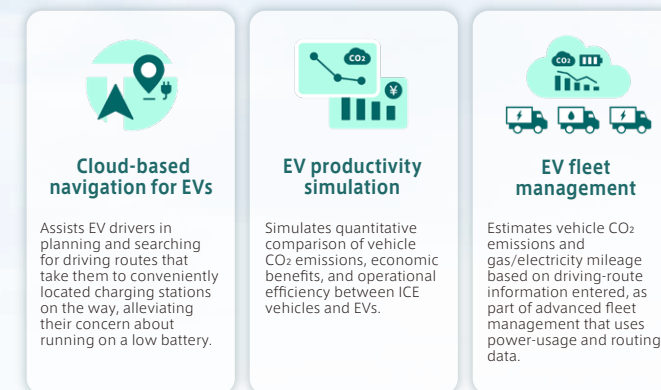 CO₂
¥
CO₂
Cloud-based
navigation for EVs
Assists EV drivers in
planning and searching
for driving routes that
take them to conveniently
located charging stations
on the way, alleviating
their concern about
running on a low battery.
EV productivity
simulation
Simulates quantitative
comparison of vehicle
CO₂ emissions, economic
benefits, and operational
efficiency between ICE
vehicles and EVs.
EV fleet
management
Estimates vehicle CO₂
emissions and
gas/electricity mileage
based on driving-route
information entered, as
part of advanced fleet
management that uses
power-usage and routing
data.